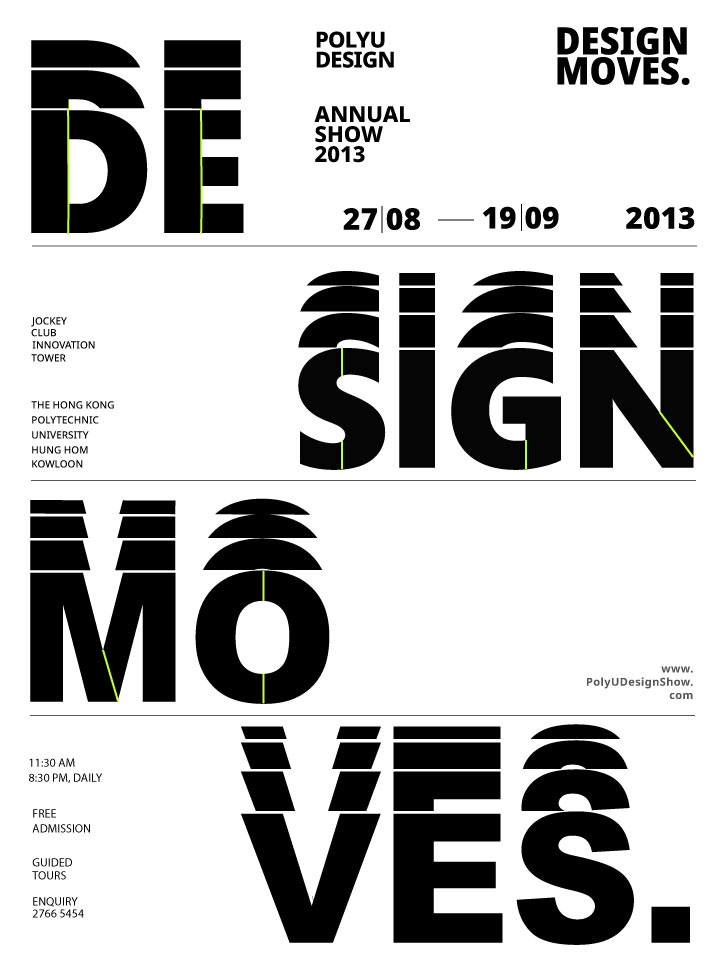 DE
POLYU
DESIGN
ANNUAL
SHOW
2013
DESIGN
MOVES.
27|08 — 19|09 2013
JOCKEY
CLUB
INNOVATION
TOWER
THE HONG KONG
POLYTECHNIC
UNIVERSITY
HUNG HOM
KOWLOON
SIGN
MO
www.
PolyUDesignShow.
com
11:30 AM
8:30 PM, DAILY
FREE
ADMISSION
GUIDED
TOURS
ENQUIRY
2766 5454
VES.